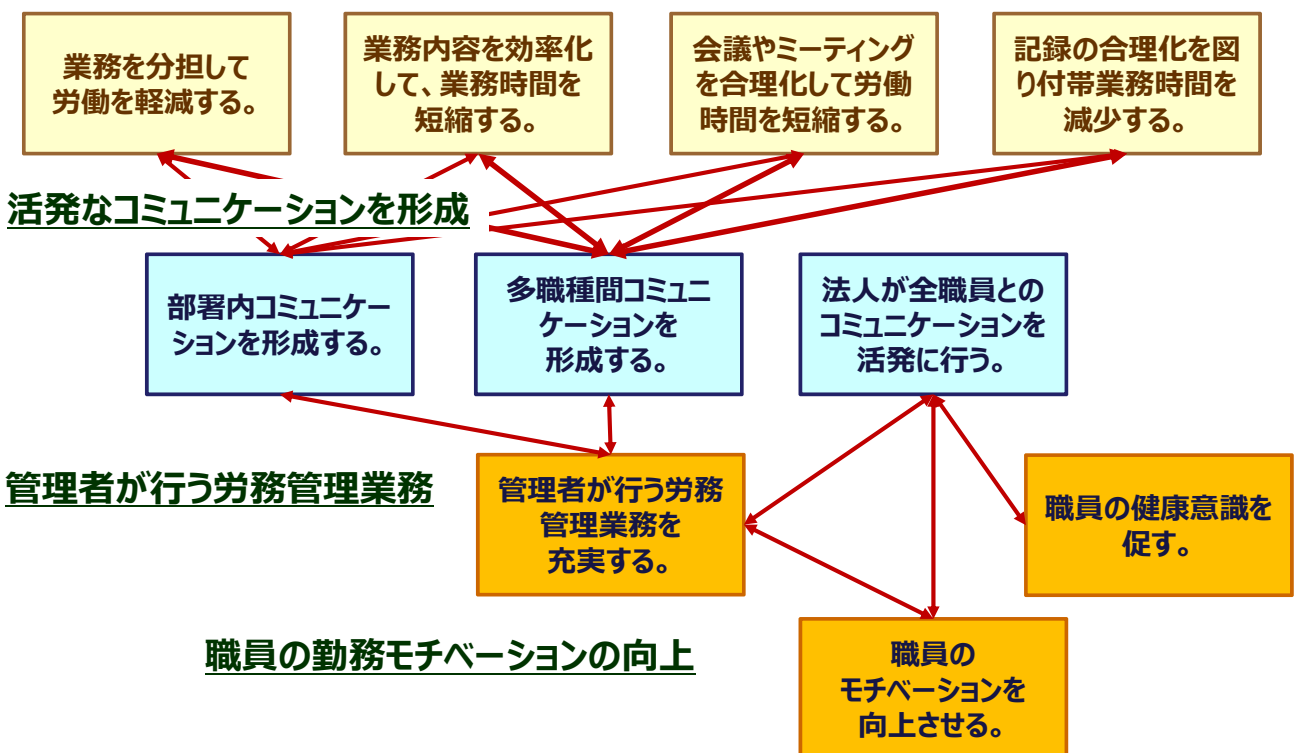 業務を分担して
労働を軽減する。
業務内容を効率化
して、業務時間を
短縮する。
会議やミーティング
を合理化して労働
時間を短縮する。
記録の合理化を図
り付帯業務時間を
減少する。
活発なコミュニケーションを形成
部署内コミュニケー
ションを形成する。
多職種間コミュニ
ケーションを
形成する。
法人が全職員との
コミュニケーションを
活発に行う。
管理者が行う労務管理業務
管理者が行う労務
管理業務を
充実する。
職員の健康意識を
促す。
職員の勤務モチベーションの向上
職員の
モチベーションを
向上させる。